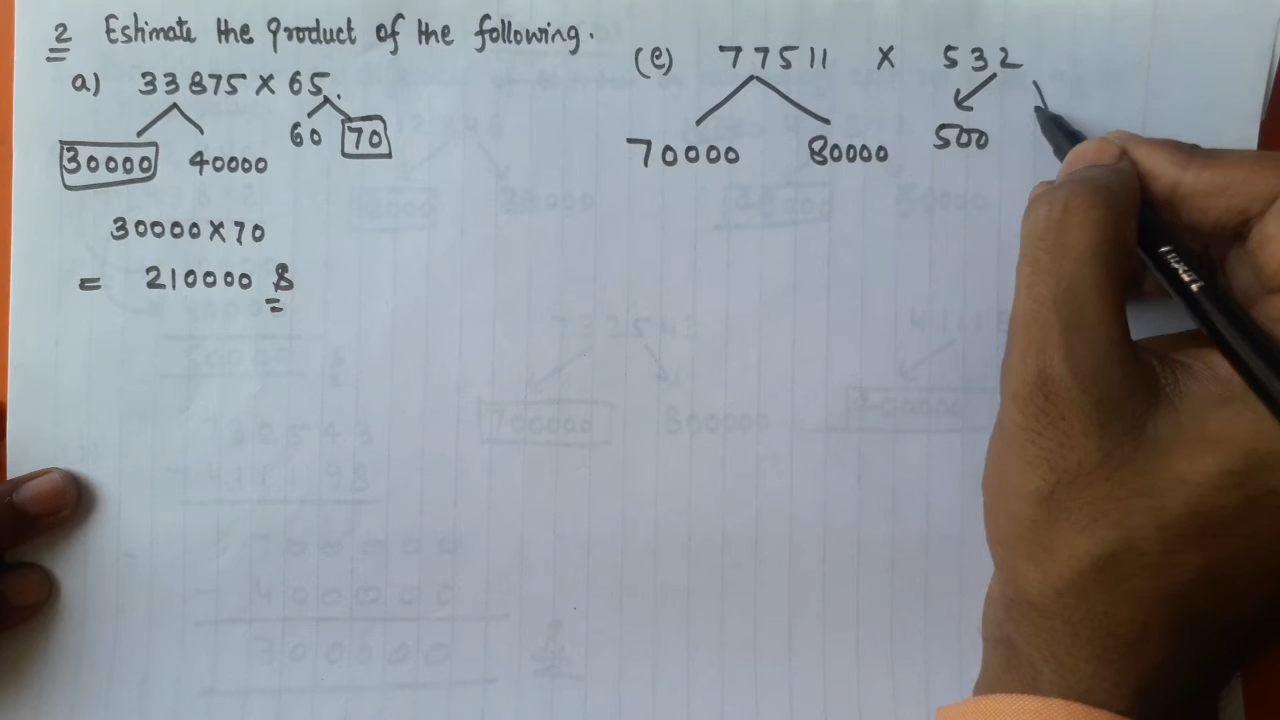 2 Estimate the product of the following.
a) 33875 × 65.
30000 40000 60 70
30000 × 70
= 210000
(e) 77511 × 532
70000 80000 500